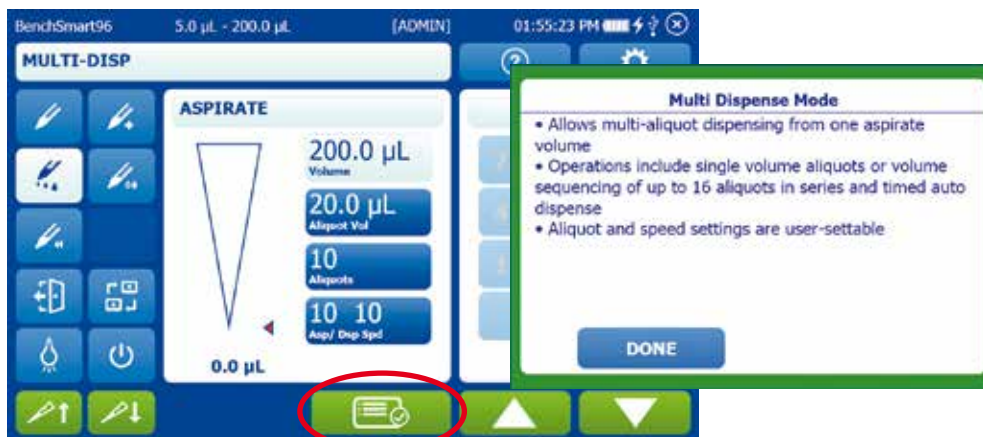 BenchSmart96 5.0 µL - 200.0 µL [ADMIN] 01:55:23 PM
MULTI-DISP
?
ASPIRATE
200.0 µL
Volume
20.0 µL
Aliquot Vol
10
Aliquots
10 10
Asp/ Dsp Spd
0.0 µL
Multi Dispense Mode
• Allows multi-aliquot dispensing from one aspirate
volume
• Operations include single volume aliquots or volume
sequencing of up to 16 aliquots in series and timed auto
dispense
• Aliquot and speed settings are user-settable
DONE